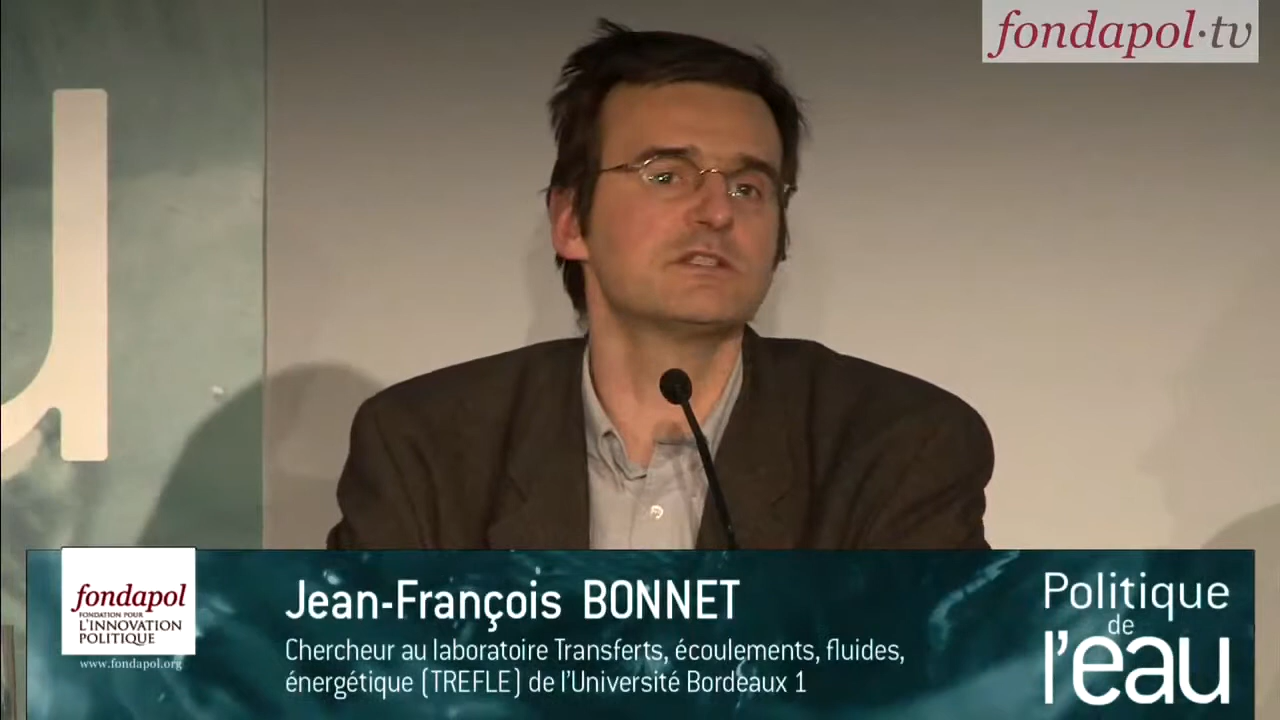 fondapol·tv
u
fondapol
FONDATION POUR
L'INNOVATION
POLITIQUE
www.fondapol.org
Jean-François BONNET
Chercheur au laboratoire Transferts, écoulements, fluides,
énergétique (TREFLE) de l'Université Bordeaux 1
Politique
de
l'eau